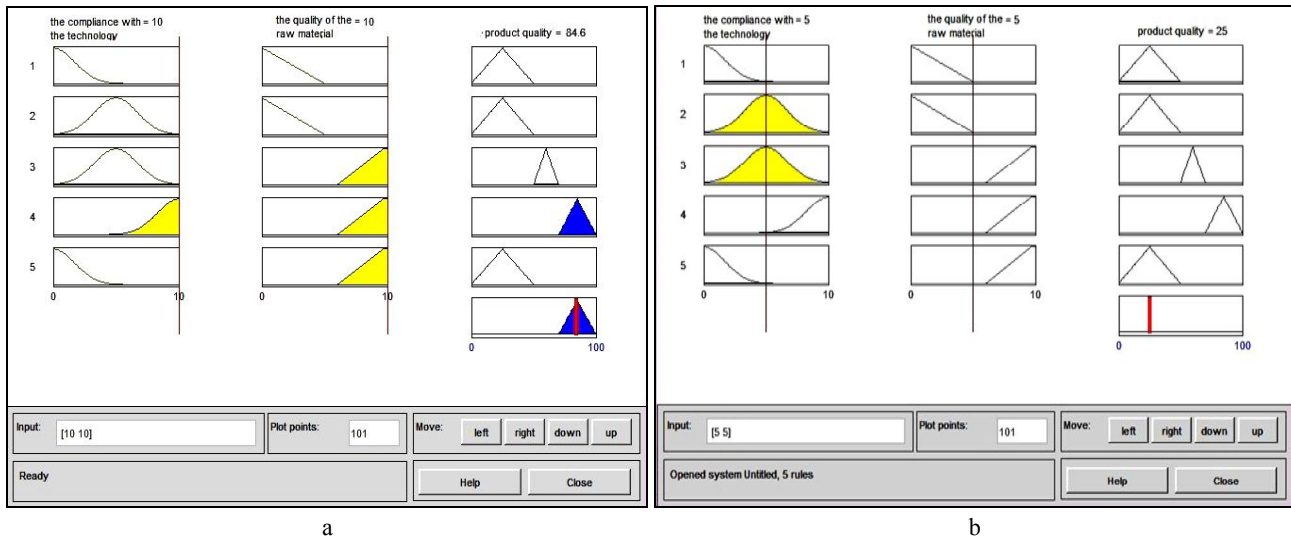 the compliance with = 10
the technology
the quality of the = 10
raw material
product quality = 84.6
1
2
3
4
5
0
10
0
10
0
100
Input:
[10 10]
Plot points:
101
Move:
left
right
down
up
Ready
Help
Close
a
the compliance with = 5
the technology
the quality of the = 5
raw material
product quality = 25
1
2
3
4
5
0
10
0
10
0
100
Input:
[5 5]
Plot points:
101
Move:
left
right
down
up
Opened system Untitled, 5 rules
Help
Close
b